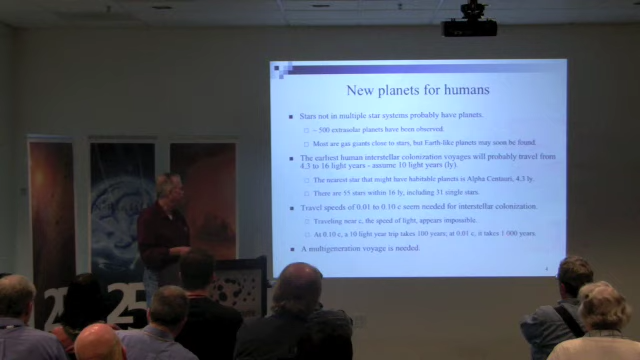 New planets for humans
Stars not in multiple star systems probably have planets.
~ 500 extrasolar planets have been observed.
Most are gas giants close to stars, but Earth-like planets may soon be found.
The earliest human interstellar colonization voyages will probably travel from
4.3 to 16 light years - assume 10 light years (ly).
The nearest star that might have habitable planets is Alpha Centauri, 4.3 ly.
There are 55 stars within 16 ly, including 31 single stars.
Travel speeds of 0.01 to 0.10 c seem needed for interstellar colonization.
Traveling near c, the speed of light, appears impossible.
At 0.10 c, a 10 light year trip takes 100 years; at 0.01 c, it takes 1 000 years.
A multigeneration voyage is needed.
25